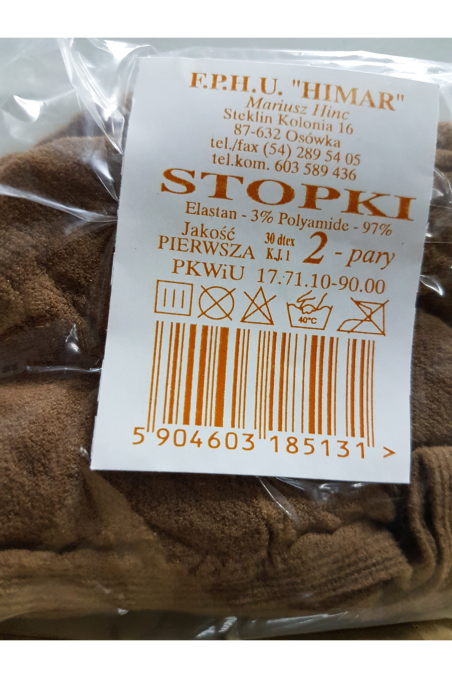 F.P.H.U. "HIMAR"
Mariusz Hinc
Steklin Kolonia 16
87-632 Osówka
tel./fax (54) 289 54 05
tel.kom. 603 589 436
STOPKI
Elastan - 3% Polyamide - 97%
Jakość 30 dtex 2 - pary
PIERWSZA K.J. 1
PKWiU 17.71.10-90.00
40°C
5 904603 185131 >